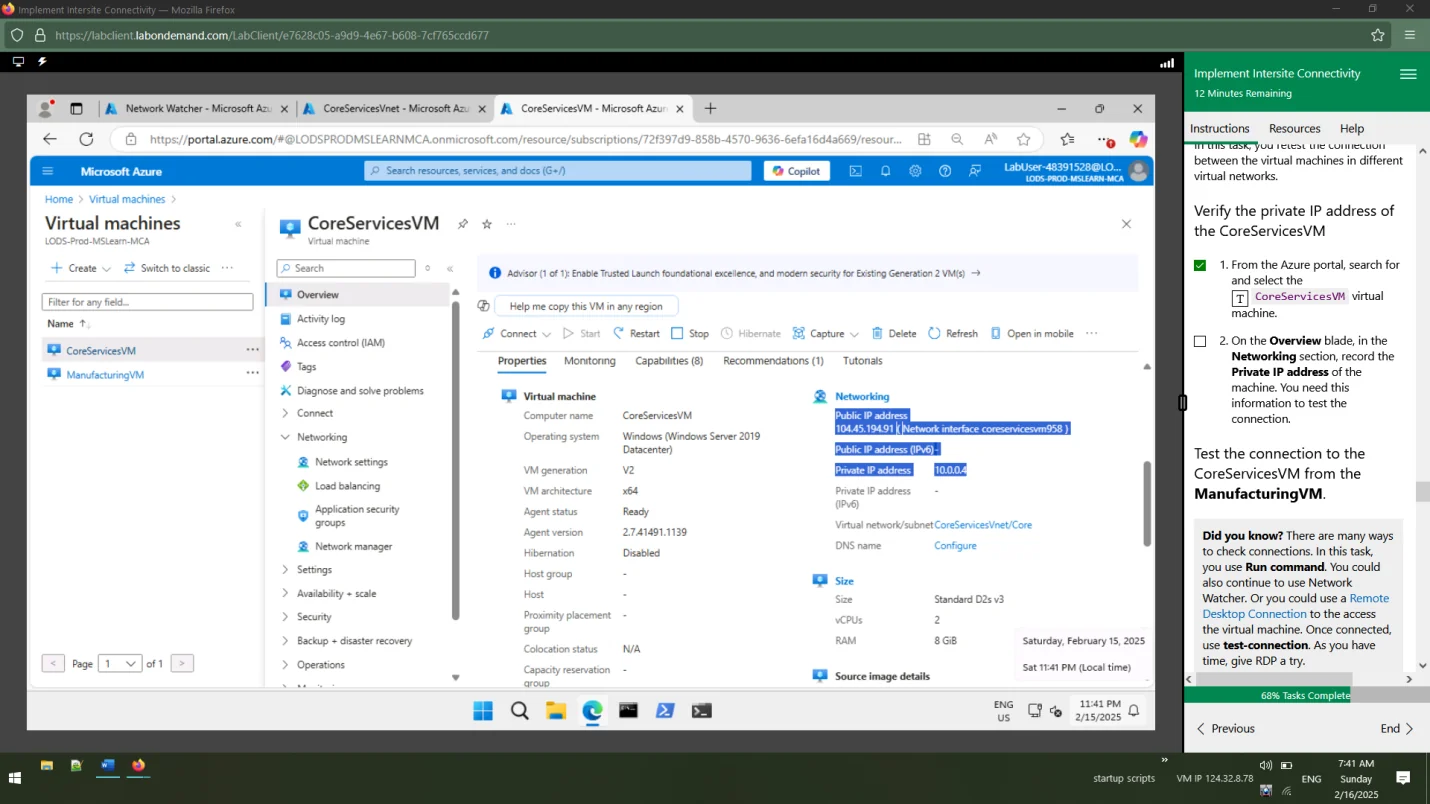 Implement Intersite Connectivity — Mozilla Firefox
https://labclient.labondemand.com/LabClient/e7628c05-a9d9-4e67-b608-7cf765ccd677
Network Watcher - Microsoft Azu
CoreServicesVnet - Microsoft Azu
CoreServicesVM - Microsoft Azur
https://portal.azure.com/#@LODSPRODMSLEARNMCA.onmicrosoft.com/resource/subscriptions/72f397d9-858b-4570-9636-6efa16d4a669/resour...
Microsoft Azure
Search resources, services, and docs (G+/)
Copilot
LabUser-48391528@LO...
LODS-PROD-MSLEARN-MCA
Home > Virtual machines >
Virtual machines
LODS-Prod-MSLearn-MCA
Create
Switch to classic
...
Filter for any field...
Name ↑↓
CoreServicesVM
...
ManufacturingVM
...
Page 1 of 1
CoreServicesVM
...
Virtual machine
Search
Overview
Activity log
Access control (IAM)
Tags
Diagnose and solve problems
Connect
Networking
Network settings
Load balancing
Application security
groups
Network manager
Settings
Availability + scale
Security
Backup + disaster recovery
Operations
Advisor (1 of 1): Enable Trusted Launch foundational excellence, and modern security for Existing Generation 2 VM(s) →
Help me copy this VM in any region
Connect
Start
Restart
Stop
Hibernate
Capture
Delete
Refresh
Open in mobile
...
Properties
Monitoring
Capabilities (8)
Recommendations (1)
Tutorials
Virtual machine
Computer name CoreServicesVM
Operating system Windows (Windows Server 2019
Datacenter)
VM generation V2
VM architecture x64
Agent status Ready
Agent version 2.7.41491.1139
Hibernation Disabled
Host group -
Host -
Proximity placement -
group
Colocation status N/A
Capacity reservation -
group
Networking
Public IP address
104.45.194.91 ( Network interface coreservicesvm958 )
Public IP address (IPv6) -
Private IP address 10.0.0.4
Private IP address -
(IPv6)
Virtual network/subnet CoreServicesVnet/Core
DNS name Configure
Size
Size Standard D2s v3
vCPUs 2
RAM 8 GiB
Source image details
Saturday, February 15, 2025
Sat 11:41 PM (Local time)
ENG
US
11:41 PM
2/15/2025
Implement Intersite Connectivity
12 Minutes Remaining
Instructions
Resources
Help
In this task, you retest the connection
between the virtual machines in different
virtual networks.
Verify the private IP address of
the CoreServicesVM
1. From the Azure portal, search for
and select the
T CoreServicesVM virtual
machine.
2. On the Overview blade, in the
Networking section, record the
Private IP address of the
machine. You need this
information to test the
connection.
Test the connection to the
CoreServicesVM from the
ManufacturingVM.
Did you know? There are many ways
to check connections. In this task,
you use Run command. You could
also continue to use Network
Watcher. Or you could use a Remote
Desktop Connection to the access
the virtual machine. Once connected,
use test-connection. As you have
time, give RDP a try.
68% Tasks Complete
Previous
End
startup scripts
VM IP 124.32.8.78
ENG
7:41 AM
Sunday
2/16/2025